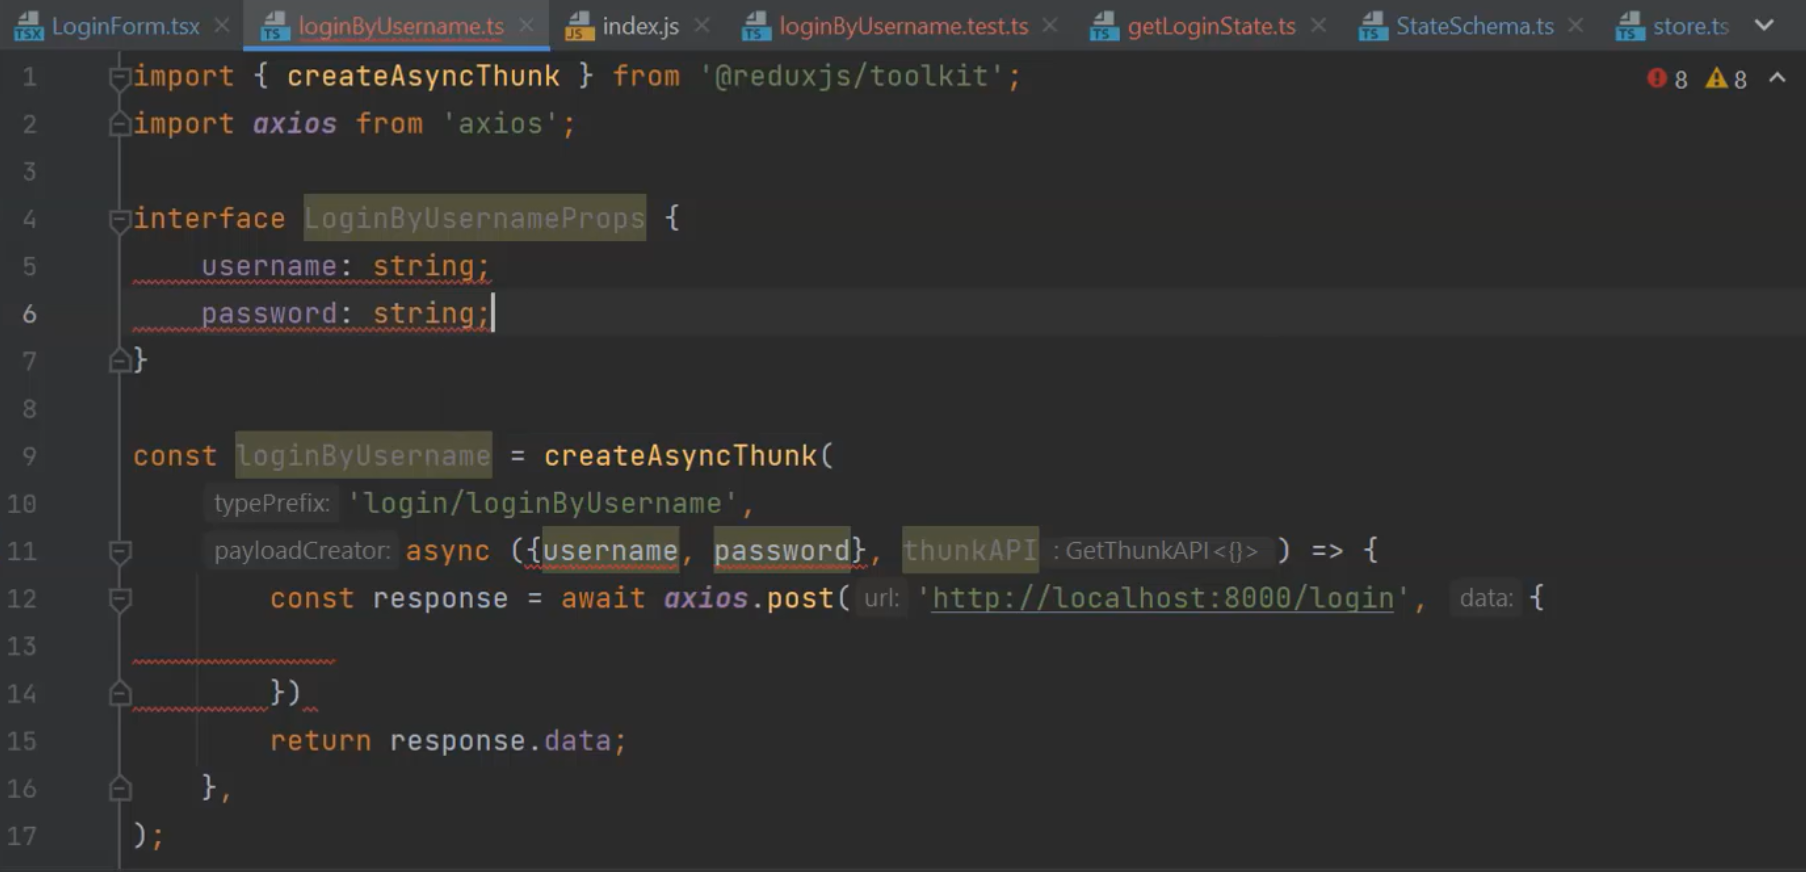 LoginForm.tsx loginByUsername.ts index.js loginByUsername.test.ts getLoginState.ts StateSchema.ts store.ts
1 import { createAsyncThunk } from '@reduxjs/toolkit'; 8 8
2 import axios from 'axios';
3
4 interface LoginByUsernameProps {
5 username: string;
6 password: string;
7 }
8
9 const loginByUsername = createAsyncThunk(
10 typePrefix: 'login/loginByUsername',
11 payloadCreator: async ({username, password}, thunkAPI : GetThunkAPI<{}> ) => {
12 const response = await axios.post( url: 'http://localhost:8000/login', data: {
13
14 })
15 return response.data;
16 },
17 );